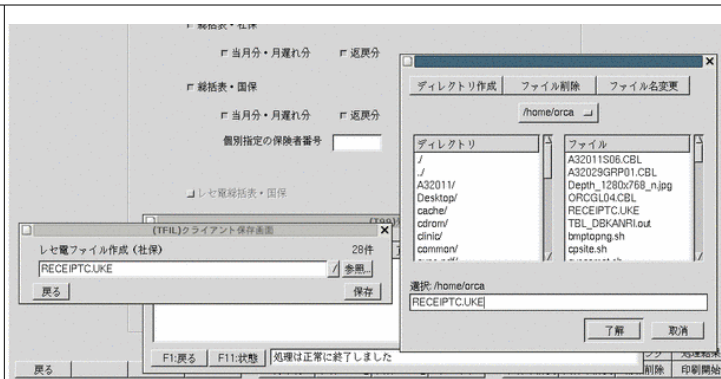 総括表・社保
当月分・月遅れ分 返戻分
総括表・国保
当月分・月遅れ分 返戻分
個別指定の保険者番号
レセ電総括表・国保
(TFIL)クライアント保存画面
レセ電ファイル作成(社保) 28件
RECEIPTC.UKE / 参照...
戻る 保存
F1:戻る F11:状態 処理は正常に終了しました
戻る
削除 印刷開始
ディレクトリ作成 ファイル削除 ファイル名変更
/home/orca
ディレクトリ ファイル
./ A32011S06.CBL
../ A32029GRP01.CBL
A32011/ Depth_1280x768_n.jpg
Desktop/ ORCGL04.CBL
cache/ RECEIPTC.UKE
cdrom/ TBL_DBKANRI.out
clinic/ bmptopng.sh
common/ cpsite.sh
選択: /home/orca
RECEIPTC.UKE
了解 取消